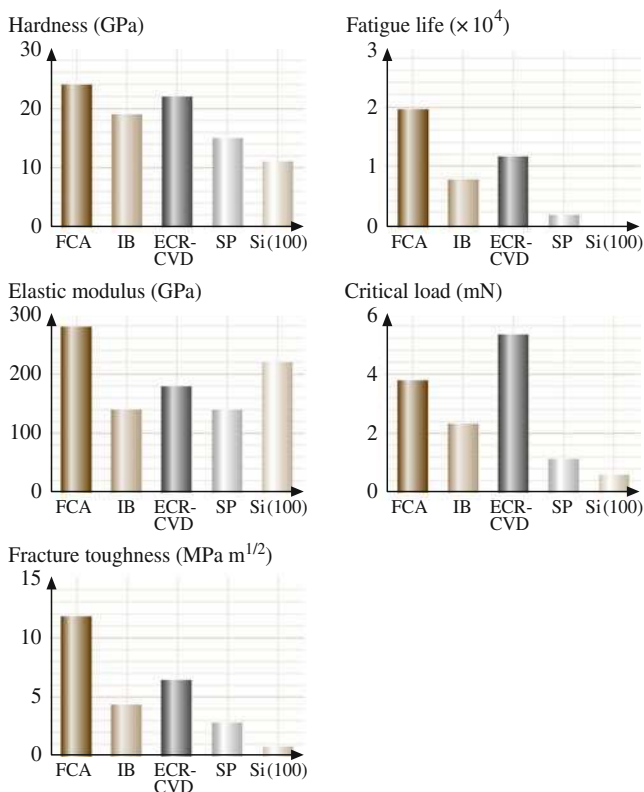 Hardness (GPa)
30
20
10
0
FCA IB ECR-CVD SP Si(100)
Fatigue life (× 10⁴)
3
2
1
0
FCA IB ECR-CVD SP Si(100)
Elastic modulus (GPa)
300
200
100
0
FCA IB ECR-CVD SP Si(100)
Critical load (mN)
6
4
2
0
FCA IB ECR-CVD SP Si(100)
Fracture toughness (MPa m^1/2)
15
10
5
0
FCA IB ECR-CVD SP Si(100)